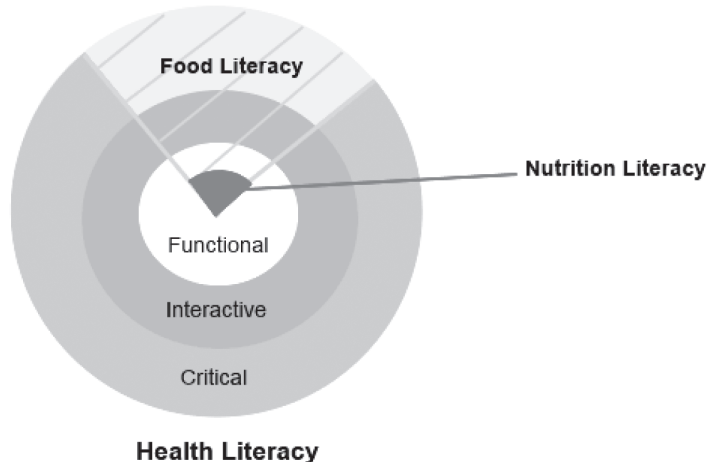 Food Literacy
Nutrition Literacy
Functional
Interactive
Critical
Health Literacy